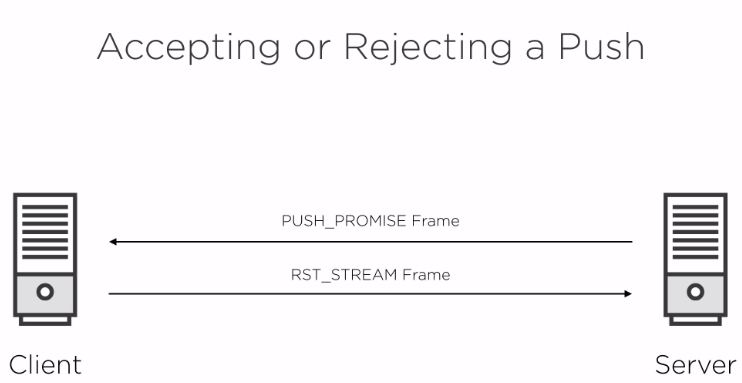 Accepting or Rejecting a Push
PUSH_PROMISE Frame
RST_STREAM Frame
Client
Server